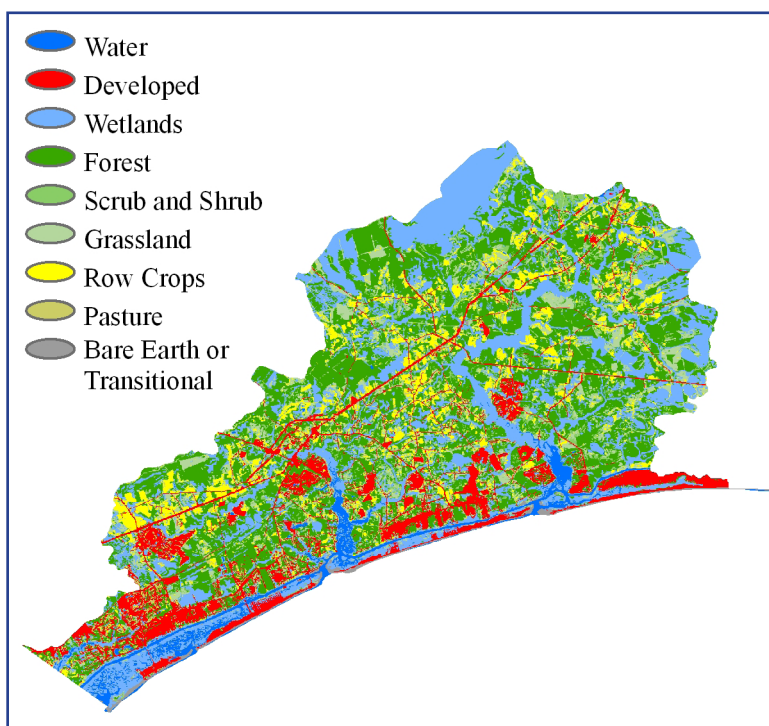 Water
Developed
Wetlands
Forest
Scrub and Shrub
Grassland
Row Crops
Pasture
Bare Earth or
Transitional